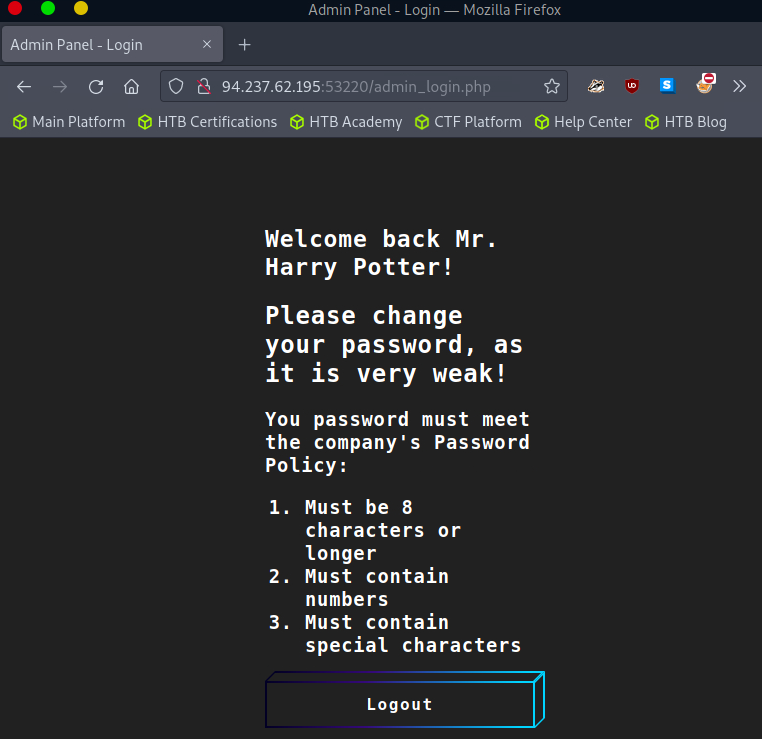 Admin Panel - Login — Mozilla Firefox
Admin Panel - Login
94.237.62.195:53220/admin_login.php
Main Platform HTB Certifications HTB Academy CTF Platform Help Center HTB Blog
Welcome back Mr.
Harry Potter!
Please change
your password, as
it is very weak!
You password must meet
the company's Password
Policy:
1. Must be 8
characters or
longer
2. Must contain
numbers
3. Must contain
special characters
Logout